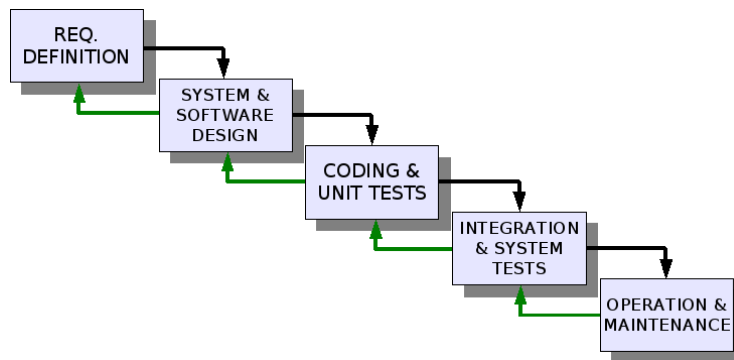 REQ.
DEFINITION
SYSTEM &
SOFTWARE
DESIGN
CODING &
UNIT TESTS
INTEGRATION
& SYSTEM
TESTS
OPERATION &
MAINTENANCE